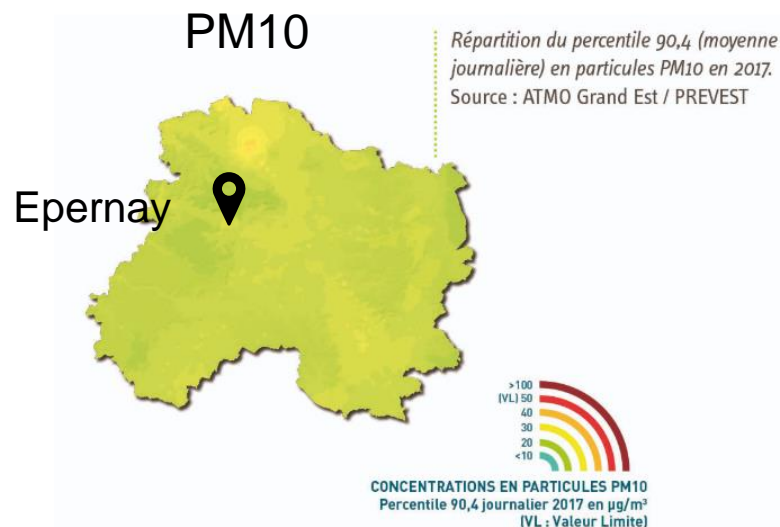 PM10
Répartition du percentile 90,4 (moyenne
journalière) en particules PM10 en 2017.
Source : ATMO Grand Est / PREVEST
Epernay
>100
(VL) 50
40
30
20
<10
CONCENTRATIONS EN PARTICULES PM10
Percentile 90,4 journalier 2017 en µg/m³
(VL : Valeur Limite)